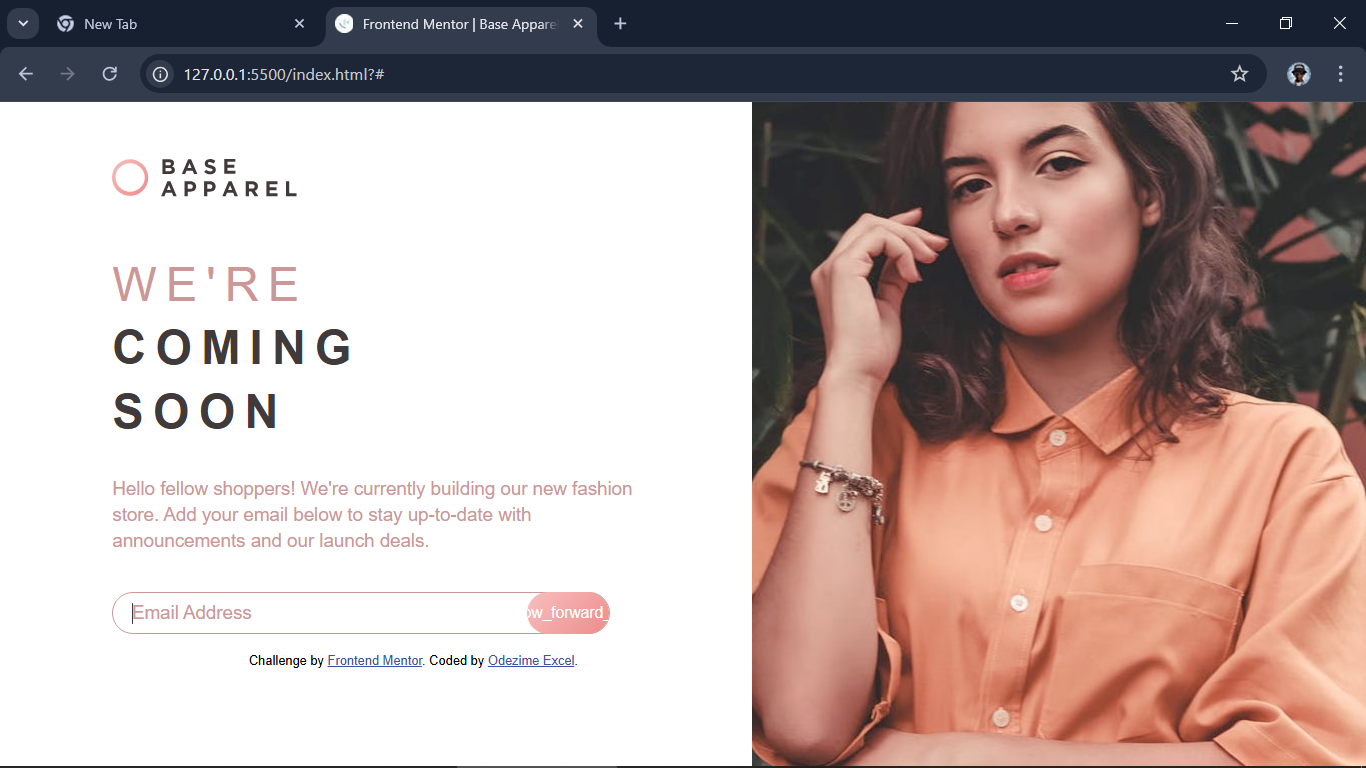 New Tab
Frontend Mentor | Base Appare
127.0.0.1:5500/index.html?#
BASE
APPAREL
WE'RE
COMING
SOON
Hello fellow shoppers! We're currently building our new fashion
store. Add your email below to stay up-to-date with
announcements and our launch deals.
Email Address
ow_forward_
Challenge by Frontend Mentor. Coded by Odezime Excel.